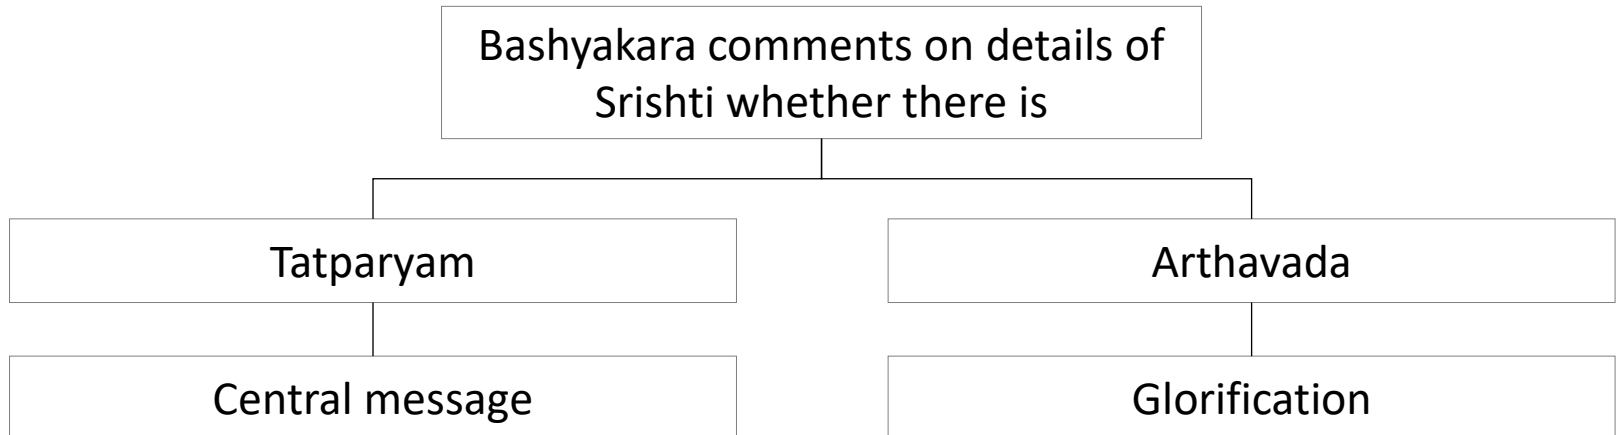 Bashyakara comments on details of
Srishti whether there is
Tatparyam
Arthavada
Central message
Glorification